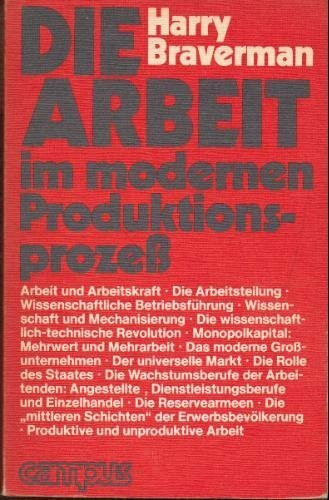 DIE
Harry
Braverman
ARBEIT
im modernen
Produktions-
prozeß
Arbeit und Arbeitskraft · Die Arbeitsteilung ·
Wissenschaftliche Betriebsführung · Wissen-
schaft und Mechanisierung · Die wissenschaft-
lich-technische Revolution · Monopolkapital:
Mehrwert und Mehrarbeit · Das moderne Groß-
unternehmen · Der universelle Markt · Die Rolle
des Staates · Die Wachstumsberufe der Arbei-
tenden: Angestellte, Dienstleistungsberufe
und Einzelhandel · Die Reservearmeen · Die
„mittleren Schichten“ der Erwerbsbevölkerung
· Produktive und unproduktive Arbeit
campus